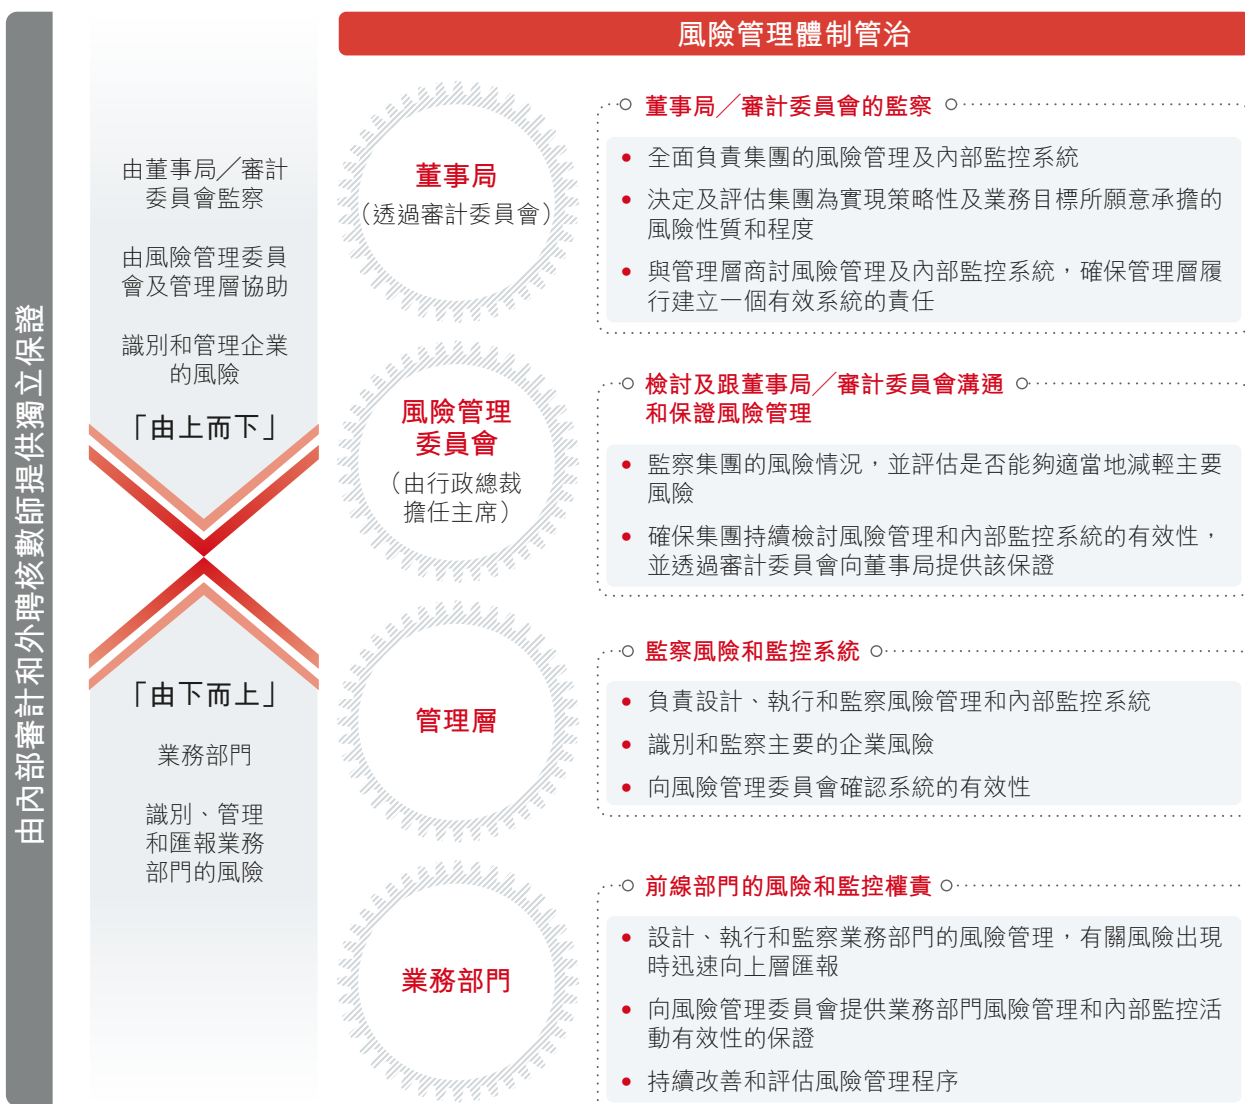 由內部審計和外聘核數師提供獨立保證
由董事局／審計
委員會監察
由風險管理委員
會及管理層協助
識別和管理企業
的風險
「由上而下」
「由下而上」
業務部門
識別、管理
和匯報業務
部門的風險
風險管理體制管治
董事局
（透過審計委員會）
董事局／審計委員會的監察
• 全面負責集團的風險管理及內部監控系統
• 決定及評估集團為實現策略性及業務目標所願意承擔的
風險性質和程度
• 與管理層商討風險管理及內部監控系統，確保管理層履
行建立一個有效系統的責任
風險管理
委員會
（由行政總裁
擔任主席）
檢討及跟董事局／審計委員會溝通
和保證風險管理
• 監察集團的風險情況，並評估是否能夠適當地減輕主要
風險
• 確保集團持續檢討風險管理和內部監控系統的有效性，
並透過審計委員會向董事局提供該保證
管理層
監察風險和監控系統
• 負責設計、執行和監察風險管理和內部監控系統
• 識別和監察主要的企業風險
• 向風險管理委員會確認系統的有效性
業務部門
前線部門的風險和監控權責
• 設計、執行和監察業務部門的風險管理，有關風險出現
時迅速向上層匯報
• 向風險管理委員會提供業務部門風險管理和內部監控活
動有效性的保證
• 持續改善和評估風險管理程序